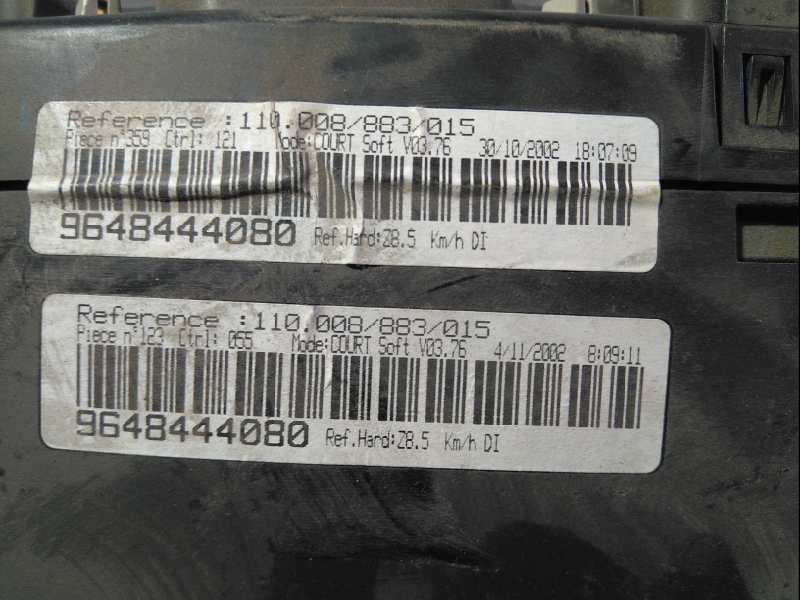 Reference :110.008/883/015
Piece n°359 Ctrl: 121 Mode:COURT Soft V03.76 30/10/2002 18:07:09
9648444080 Ref.Hard:Z8.5 Km/h DI
Reference :110.008/883/015
Piece n°123 Ctrl: 055 Mode:COURT Soft V03.76 4/11/2002 8:09:11
9648444080 Ref.Hard:Z8.5 Km/h DI